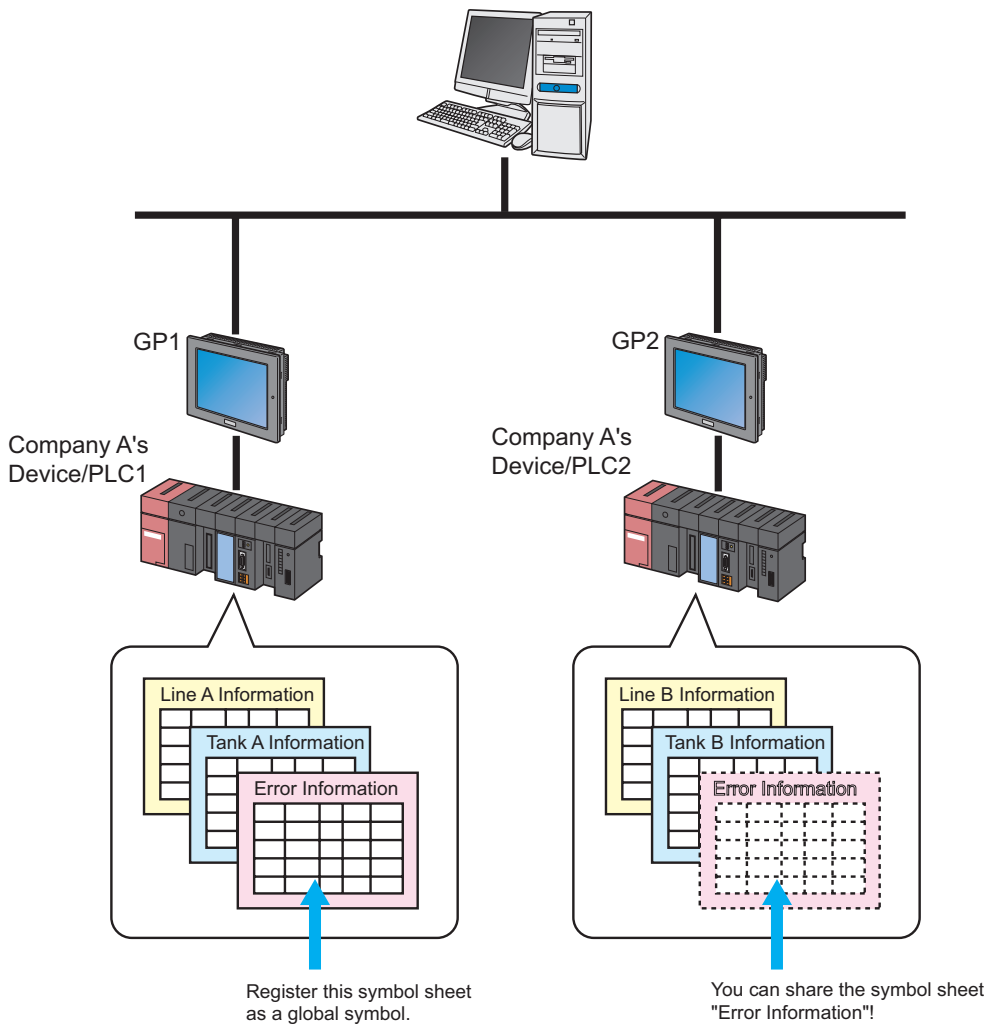 GP1
GP2
Company A's
Device/PLC1
Company A's
Device/PLC2
Line A Information
Tank A Information
Error Information
Line B Information
Tank B Information
Error Information
Register this symbol sheet
as a global symbol.
You can share the symbol sheet
"Error Information"!